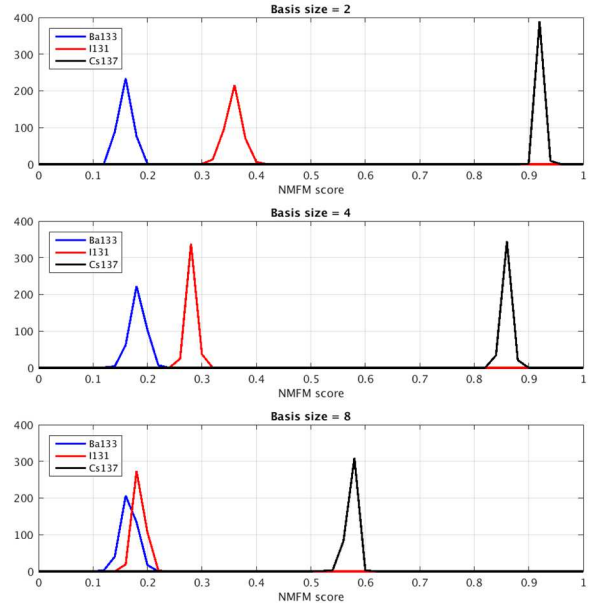 Basis size = 2
400
300
200
100
0
Ba133
I131
Cs137
0 0.1 0.2 0.3 0.4 0.5 0.6 0.7 0.8 0.9 1
NMFM score
Basis size = 4
400
300
200
100
0
Ba133
I131
Cs137
0 0.1 0.2 0.3 0.4 0.5 0.6 0.7 0.8 0.9 1
NMFM score
Basis size = 8
400
300
200
100
0
Ba133
I131
Cs137
0 0.1 0.2 0.3 0.4 0.5 0.6 0.7 0.8 0.9 1
NMFM score